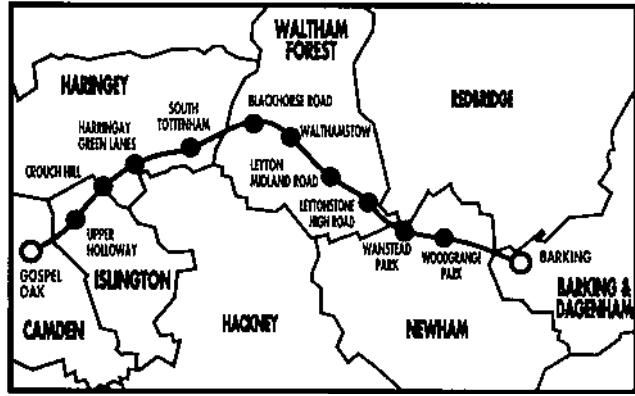 WALTHAM
FOREST
HARINGEY
REDBRIDGE
SOUTH
TOTTENHAM
BLACKHORSE ROAD
HARRINGAY
GREEN LANES
WALTHAMSTOW
CROUCH HILL
LEYTON
MIDLAND ROAD
LEYTONSTONE
HIGH ROAD
UPPER
HOLLOWAY
WANSTEAD
PARK
WOODGRANGE
PARK
BARKING
GOSPEL
OAK
ISLINGTON
BARKING &
DAGENHAM
CAMDEN
HACKNEY
NEWHAM